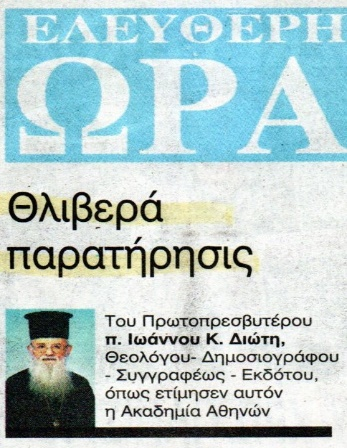 ΕΛΕΥΘΕΡΗ
ΩΡΑ
Θλιβερά
παρατήρησις
Του Πρωτοπρεσβυτέρου
π. Ιωάννου Κ. Διώτη,
Θεολόγου- Δημοσιογράφου
- Συγγραφέως - Εκδότου,
όπως ετίμησεν αυτόν
η Ακαδημία Αθηνών